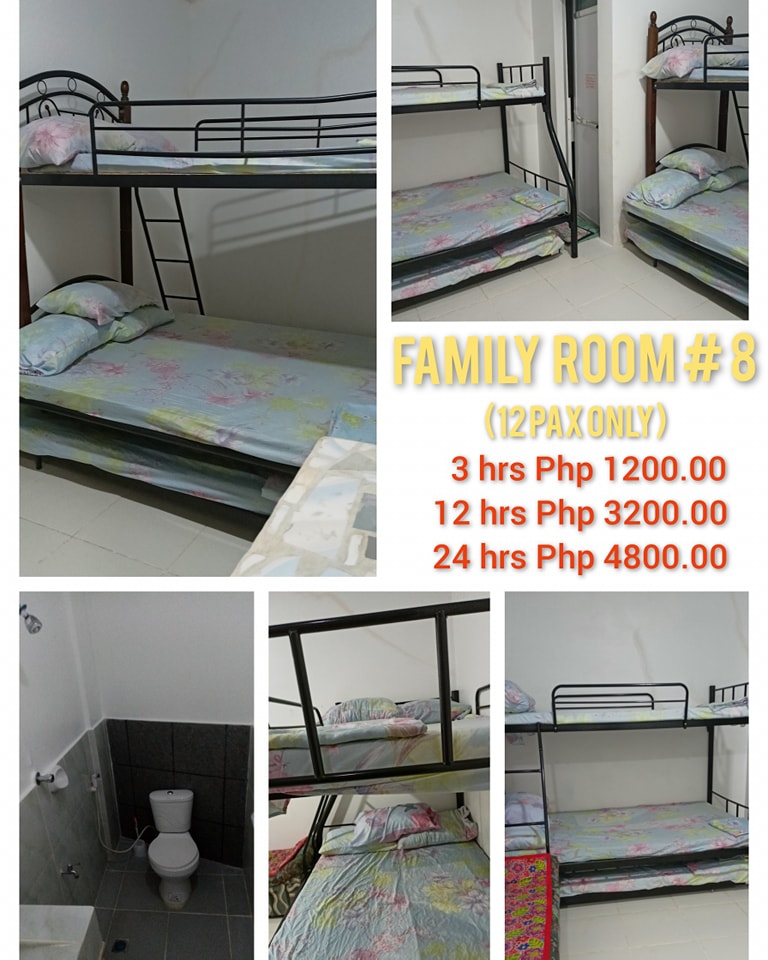 FAMILY ROOM # 8
(12 PAX ONLY)
3 hrs Php 1200.00
12 hrs Php 3200.00
24 hrs Php 4800.00